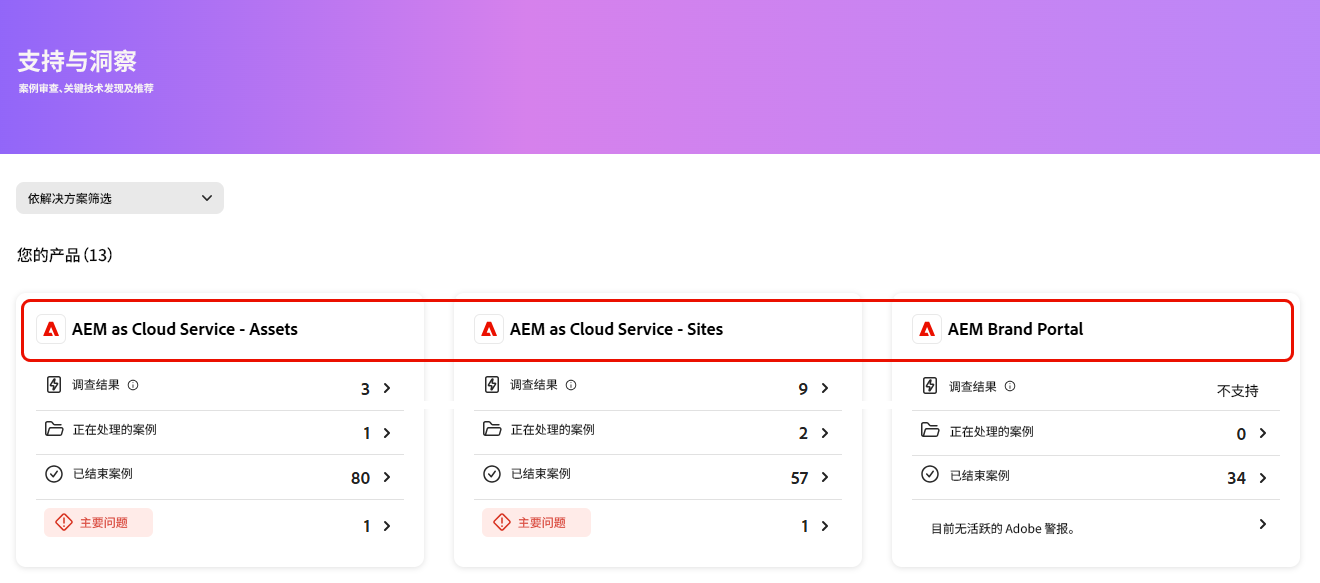 支持与洞察
案例审查、关键技术发现及推荐
依解决方案筛选
您的产品 (13)
AEM as Cloud Service - Assets
调查结果 3
正在处理的案例 1
已结束案例 80
主要问题 1
AEM as Cloud Service - Sites
调查结果 9
正在处理的案例 2
已结束案例 57
主要问题 1
AEM Brand Portal
调查结果 不支持
正在处理的案例 0
已结束案例 34
目前无活跃的 Adobe 警报。